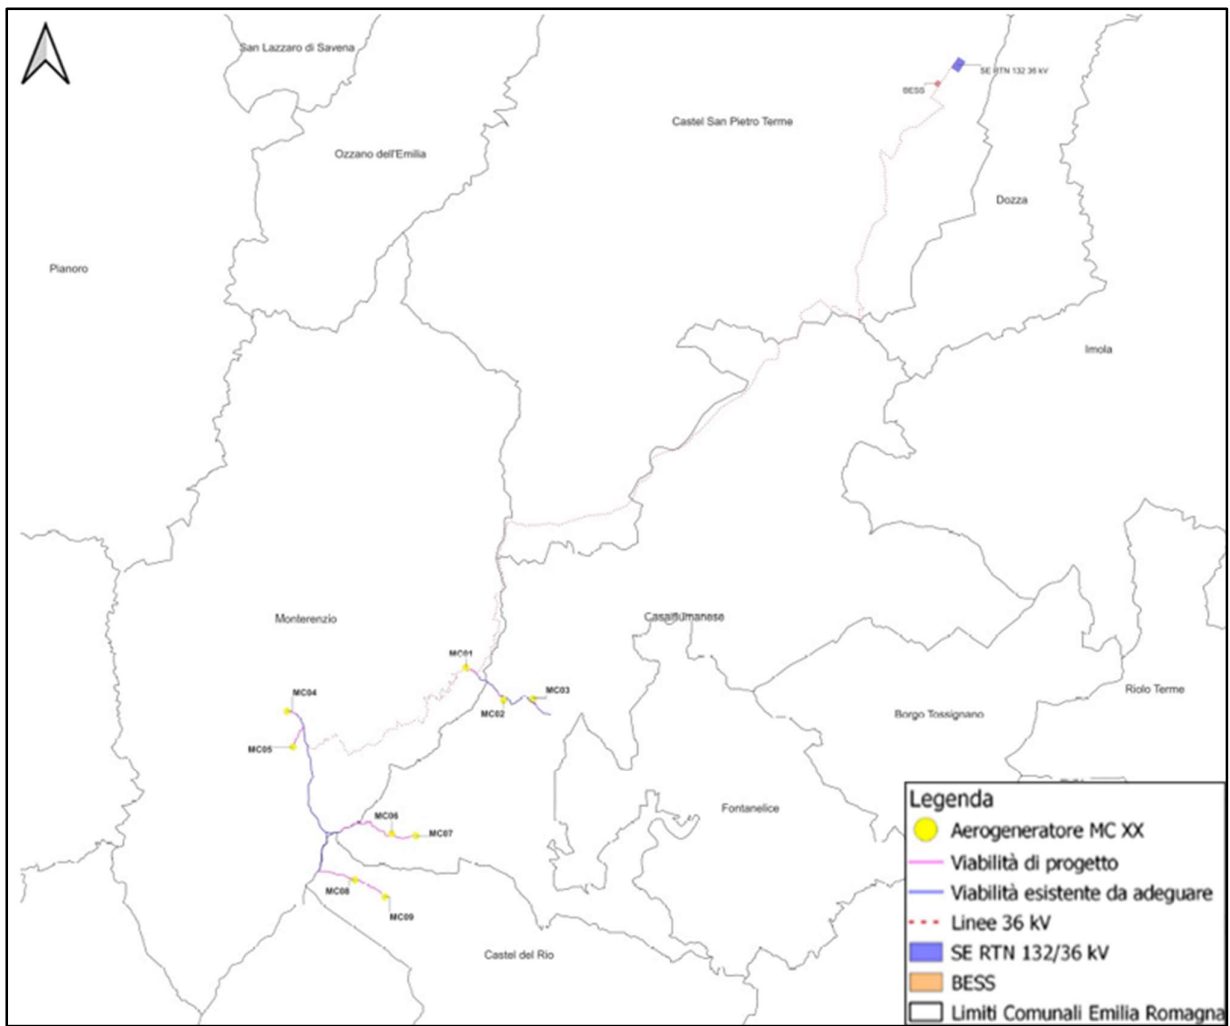 San Lazzaro di Savena
SE RTN 132 36 kV
BESS
Castel San Pietro Terme
Ozzano dell'Emilia
Dozza
Pianoro
Imola
Monterenzio
Casalfiumanese
MC01
MC04
MC03
MC02
MC05
Riolo Terme
Borgo Tossignano
Fontanelice
MC06
MC07
MC08
MC09
Castel del Rio
Legenda
Aerogeneratore MC XX
Viabilità di progetto
Viabilità esistente da adeguare
Linee 36 kV
SE RTN 132/36 kV
BESS
Limiti Comunali Emilia Romagna